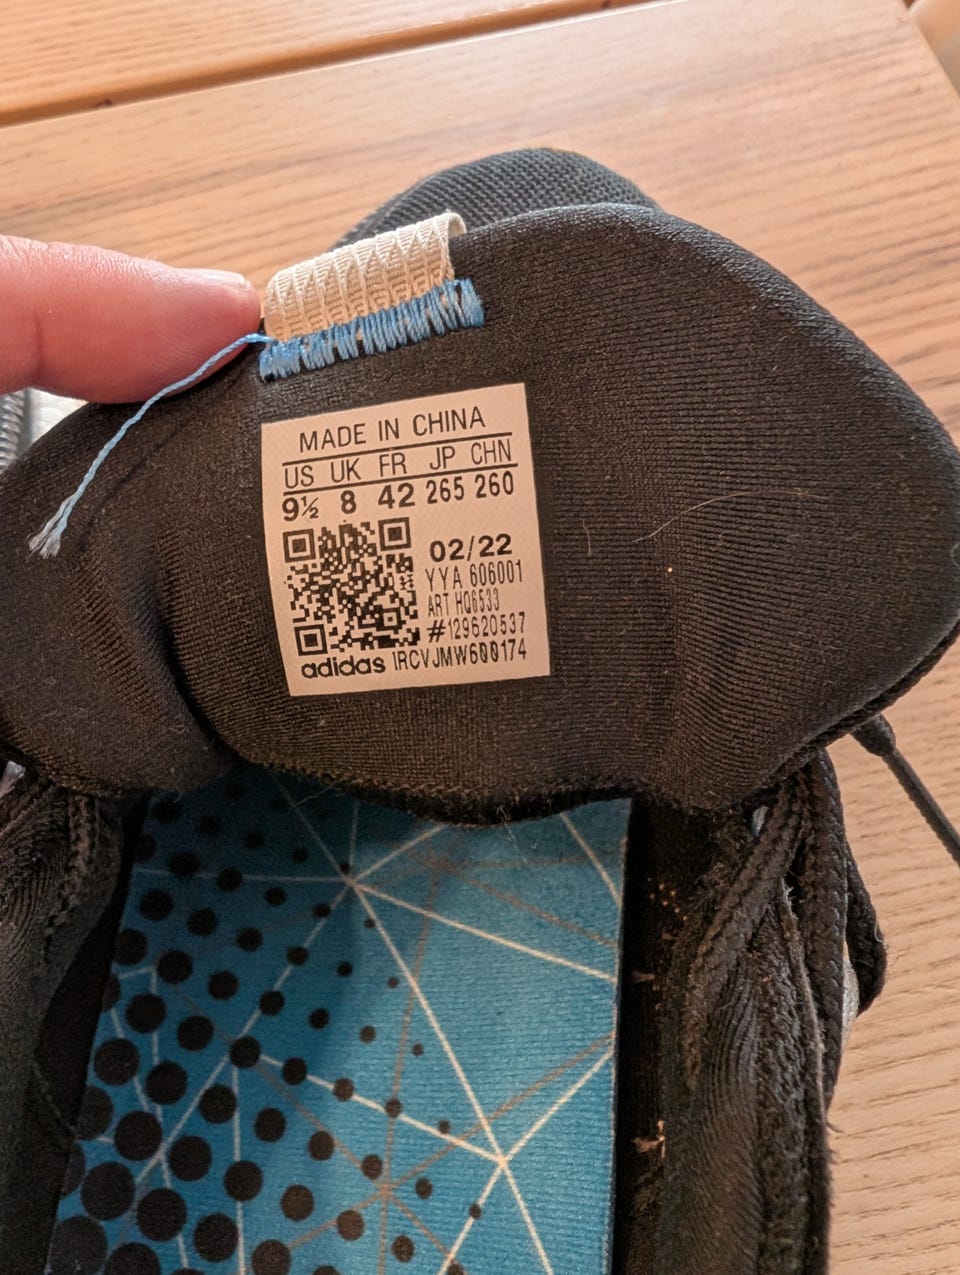 MADE IN CHINA
US UK FR JP CHN
9½ 8 42 265 260
02/22
YYA 606001
ART HQ6533
#129620537
adidas IRCVJMW600174